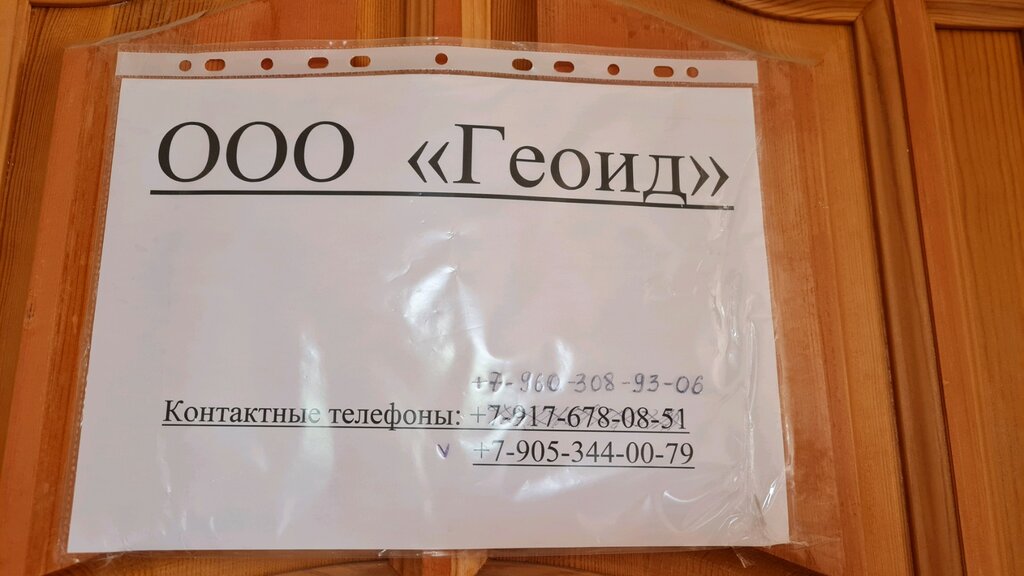 ООО «Геоид»
+7-960-308-93-06
Контактные телефоны: +7-917-678-08-51
v +7-905-344-00-79